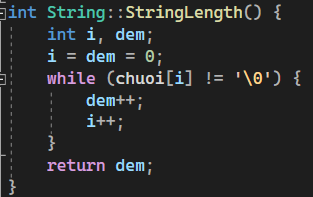 int String::StringLength() {
    int i, dem;
    i = dem = 0;
    while (chuoi[i] != '\0') {
        dem++;
        i++;
    }
    return dem;
}